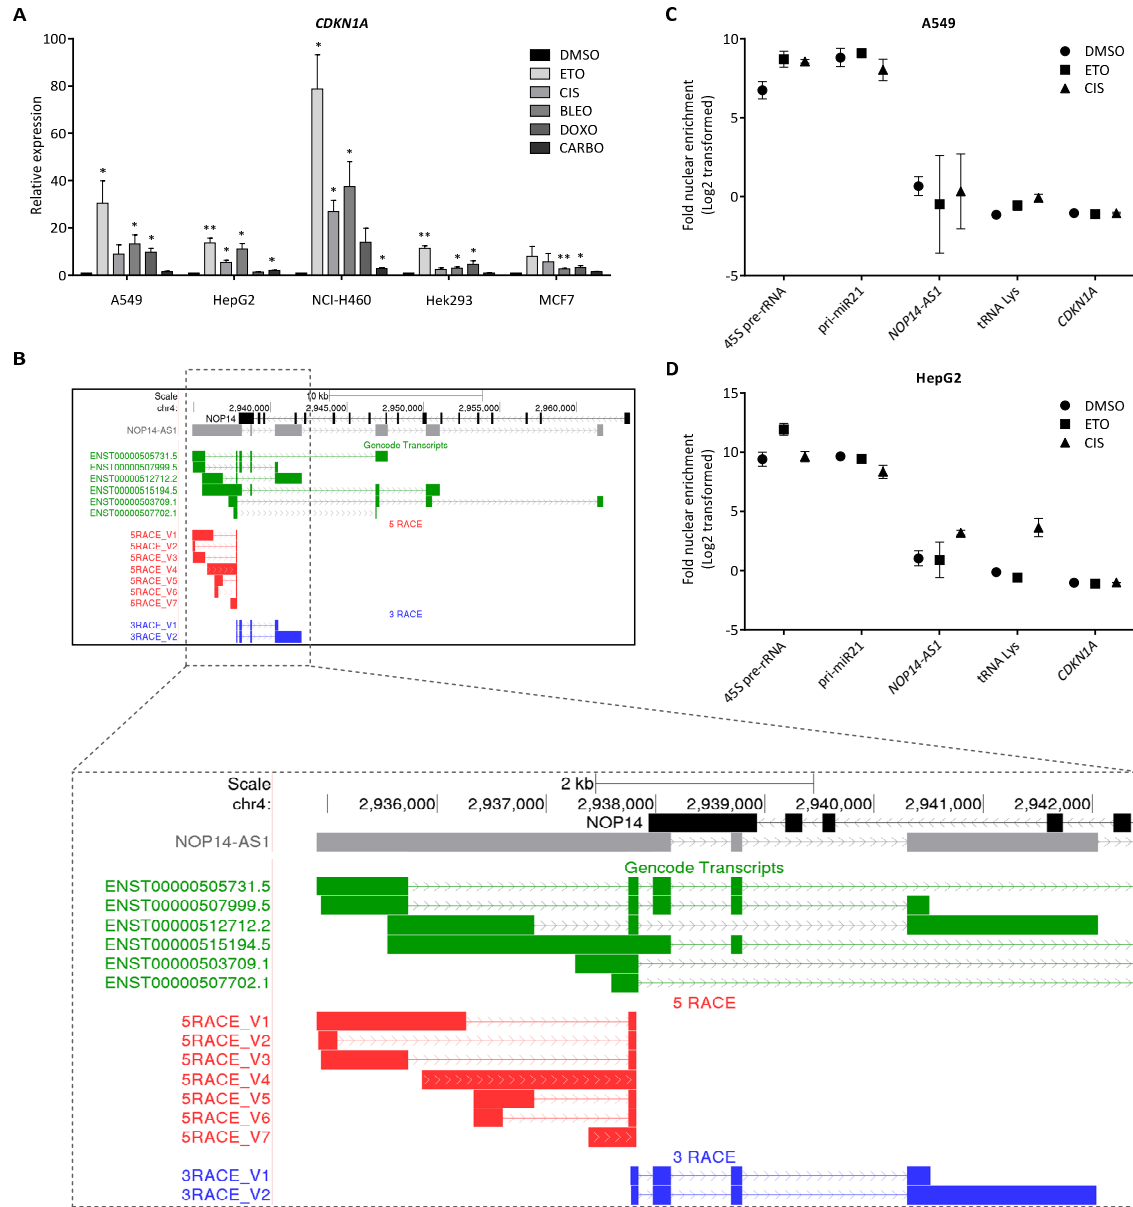 A
CDKN1A
Relative expression
100
80
60
40
20
0
* ** * * * * * * * * * * ** * * ** *
DMSO
ETO
CIS
BLEO
DOXO
CARBO
A549 HepG2 NCI-H460 Hek293 MCF7
B
Scale 10 kb
chr4: 2,940,000 2,945,000 2,950,000 2,955,000 2,960,000
NOP14
NOP14-AS1
Gencode Transcripts
ENST00000505731.5
ENST00000507999.5
ENST00000512712.2
ENST00000515194.5
ENST00000503709.1
ENST00000507702.1
5 RACE
5RACE_V1
5RACE_V2
5RACE_V3
5RACE_V4
5RACE_V5
5RACE_V6
5RACE_V7
3 RACE
3RACE_V1
3RACE_V2
C
A549
Fold nuclear enrichment
(Log2 transformed)
10
5
0
-5
DMSO
ETO
CIS
45S pre-rRNA pri-miR21 NOP14-AS1 tRNA Lys CDKN1A
D
HepG2
Fold nuclear enrichment
(Log2 transformed)
15
10
5
0
-5
DMSO
ETO
CIS
45S pre-rRNA pri-miR21 NOP14-AS1 tRNA Lys CDKN1A
Scale 2 kb
chr4: 2,936,000 2,937,000 2,938,000 2,939,000 2,940,000 2,941,000 2,942,000
NOP14
NOP14-AS1
Gencode Transcripts
ENST00000505731.5
ENST00000507999.5
ENST00000512712.2
ENST00000515194.5
ENST00000503709.1
ENST00000507702.1
5 RACE
5RACE_V1
5RACE_V2
5RACE_V3
5RACE_V4
5RACE_V5
5RACE_V6
5RACE_V7
3 RACE
3RACE_V1
3RACE_V2